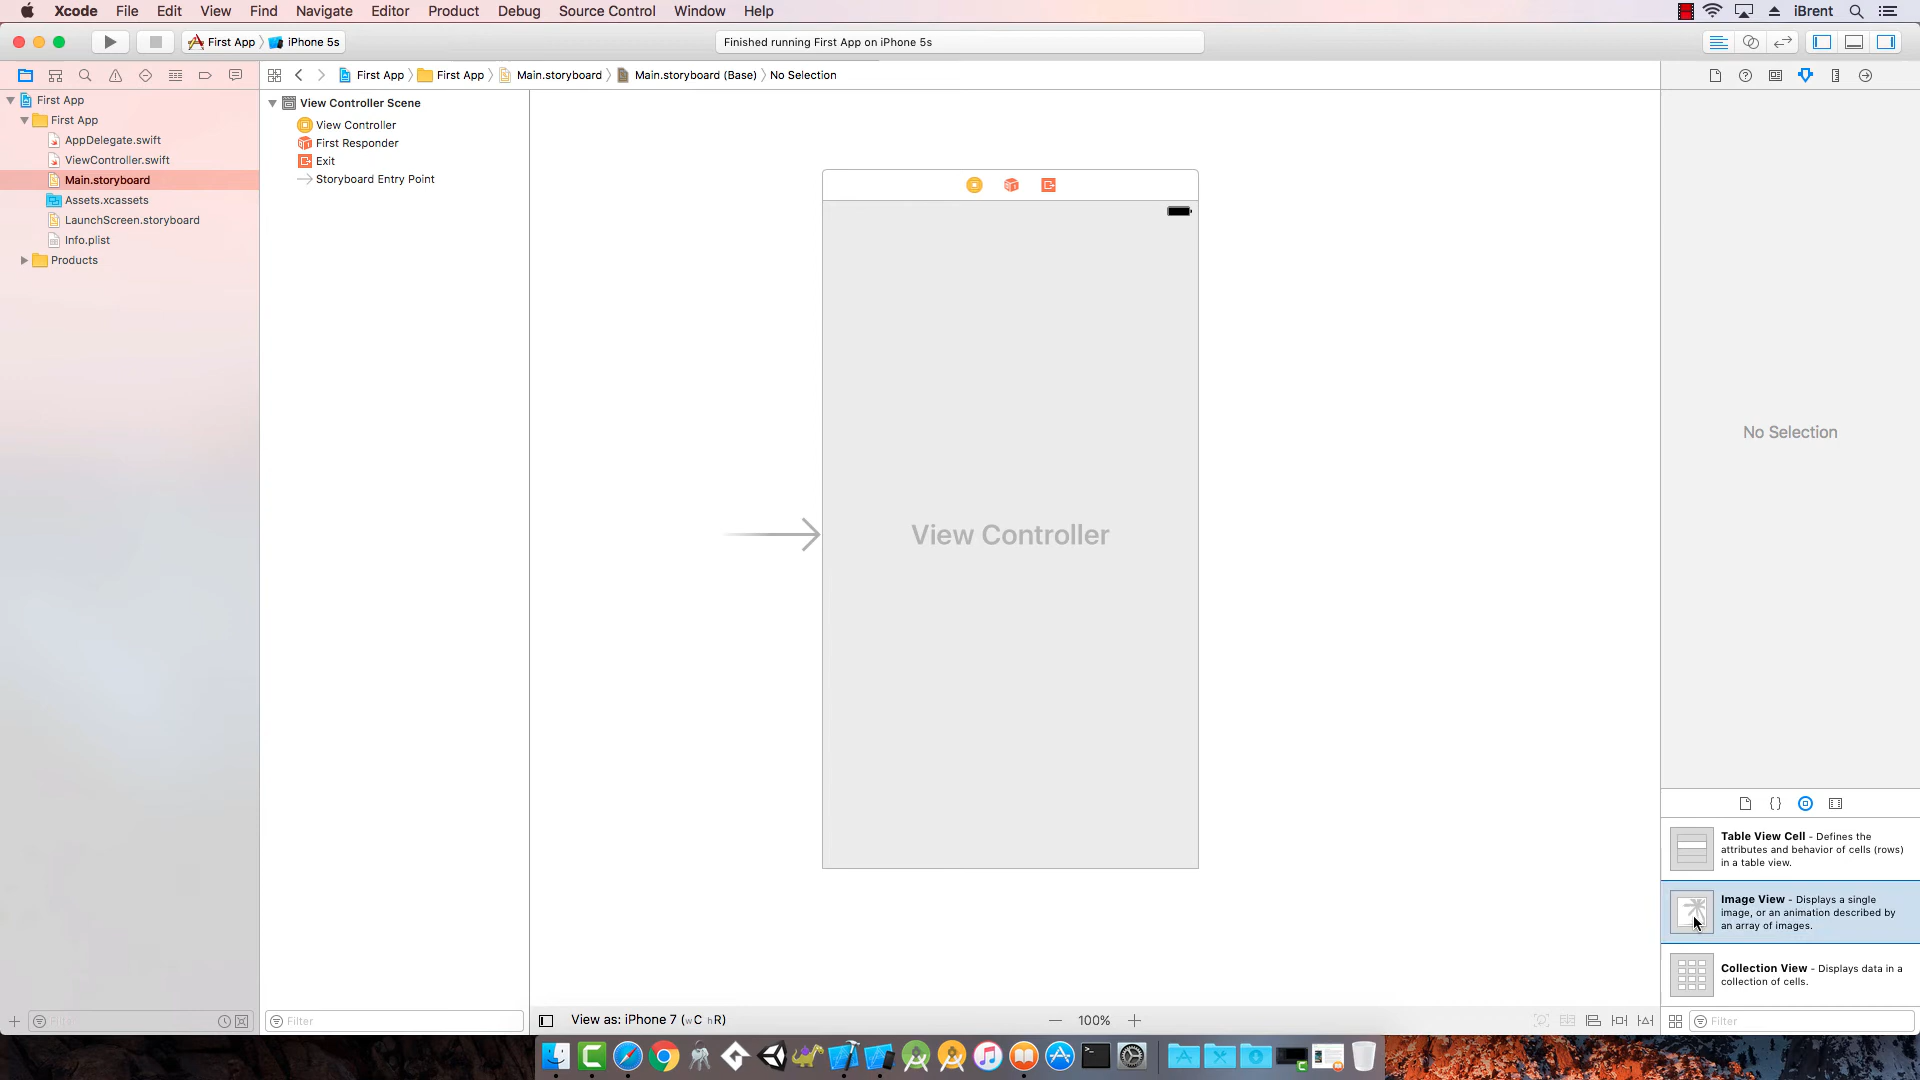 Xcode File Edit View Find Navigate Editor Product Debug Source Control Window Help iBrent
First App iPhone 5s
Finished running First App on iPhone 5s
First App First App Main.storyboard Main.storyboard (Base) No Selection
First App
First App
AppDelegate.swift
ViewController.swift
Main.storyboard
Assets.xcassets
LaunchScreen.storyboard
Info.plist
Products
View Controller Scene
View Controller
First Responder
Exit
Storyboard Entry Point
View Controller
No Selection
Table View Cell - Defines the
attributes and behavior of cells (rows)
in a table view.
Image View - Displays a single
image, or an animation described by
an array of images.
Collection View - Displays data in a
collection of cells.
Filter
Filter
View as: iPhone 7 (wC hR)
100%
Filter